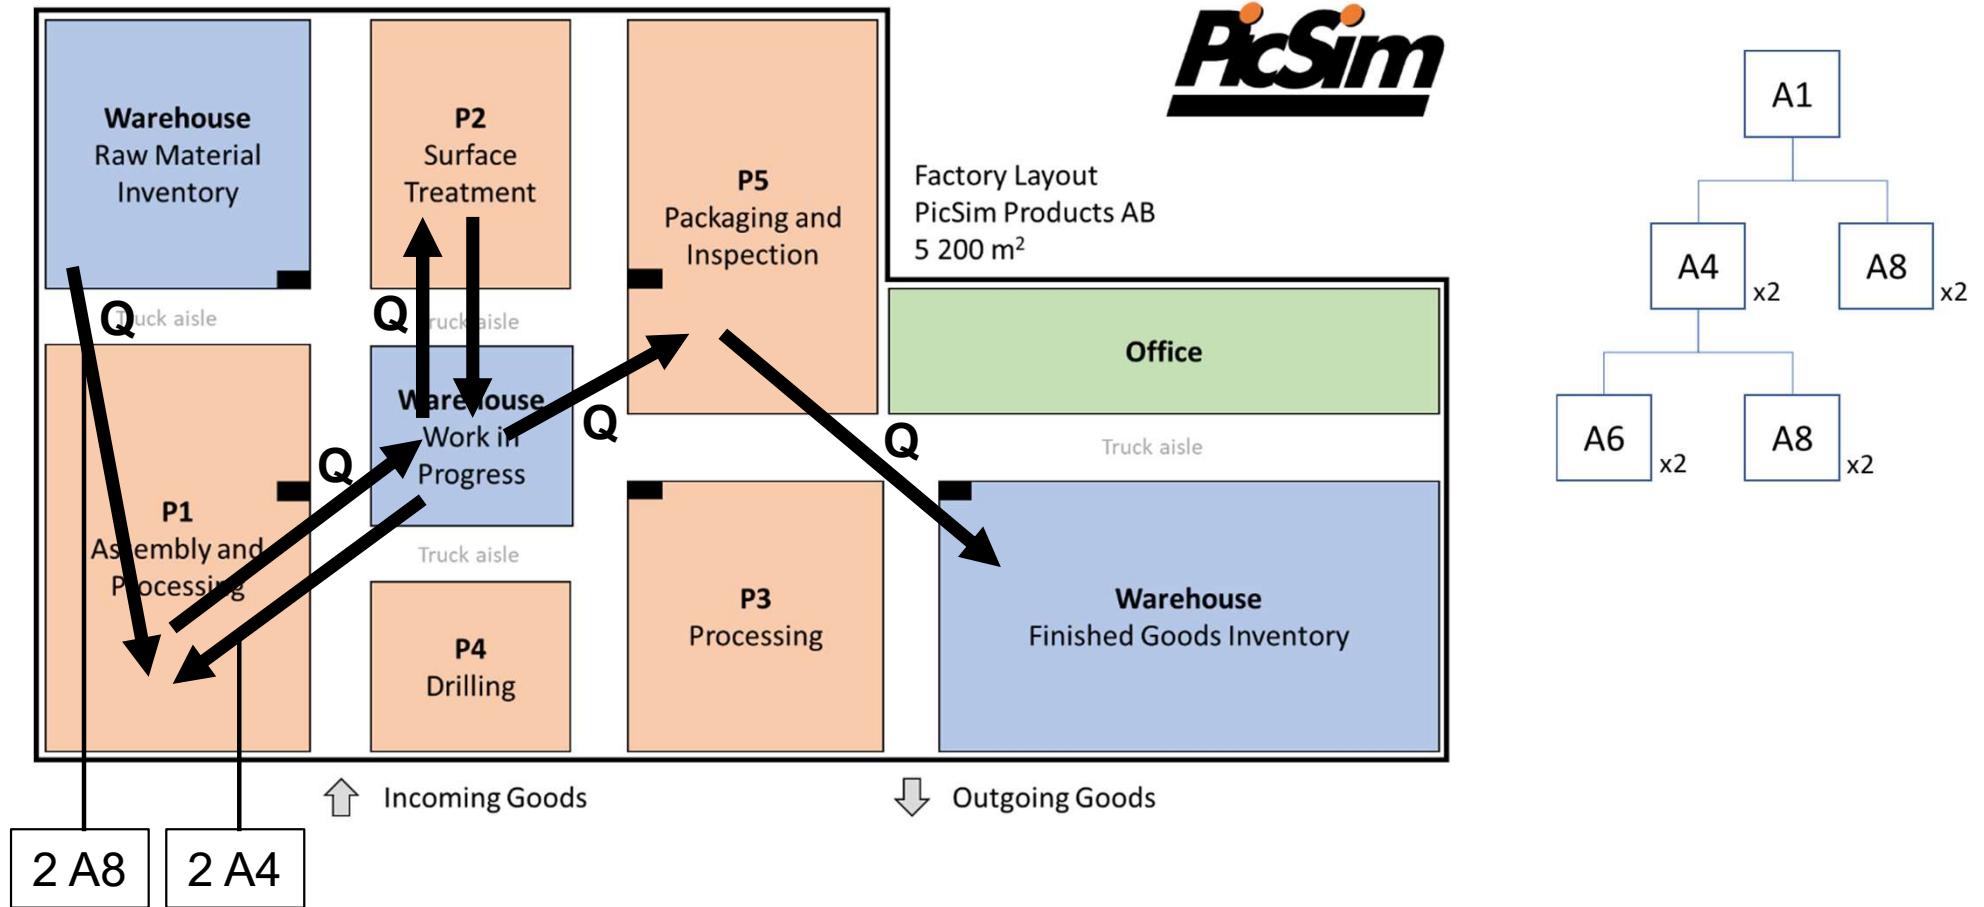 Warehouse
Raw Material
Inventory
P2
Surface
Treatment
P5
Packaging and
Inspection
PicSim
Factory Layout
PicSim Products AB
5 200 m²
A1
A4
x2
A8
x2
A6
x2
A8
x2
Q
Truck aisle
Q
Truck aisle
Office
Warehouse
Work in
Progress
Q
Q
Q
Truck aisle
P1
Assembly and
Processing
Truck aisle
P4
Drilling
P3
Processing
Warehouse
Finished Goods Inventory
Incoming Goods
Outgoing Goods
2 A8
2 A4